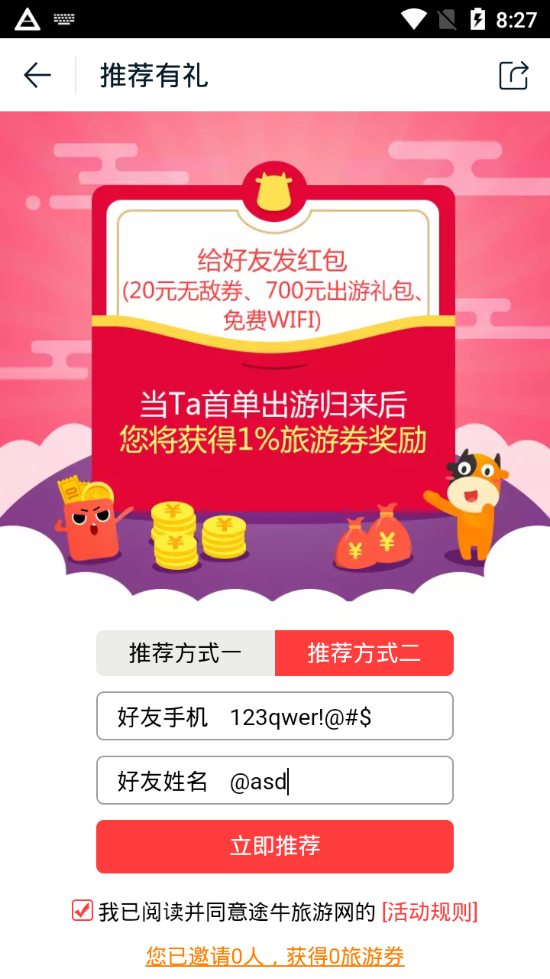 8:27
推荐有礼
给好友发红包
(20元无敌券、700元出游礼包、
免费WIFI)
当Ta首单出游归来后
您将获得1%旅游券奖励
推荐方式一
推荐方式二
好友手机 123qwer!@#$
好友姓名 @asd
立即推荐
我已阅读并同意途牛旅游网的 [活动规则]
您已邀请0人，获得0旅游券